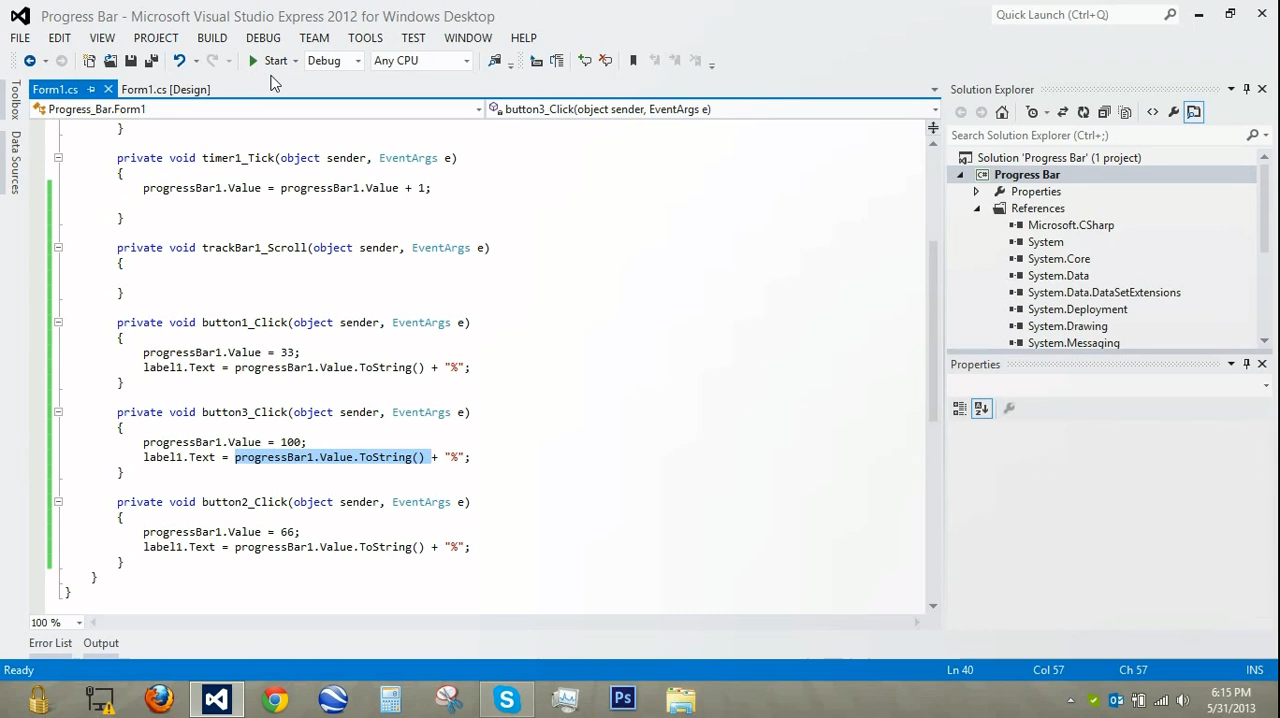 Progress Bar - Microsoft Visual Studio Express 2012 for Windows Desktop
Quick Launch (Ctrl+Q)
FILE EDIT VIEW PROJECT BUILD DEBUG TEAM TOOLS TEST WINDOW HELP
Start Debug Any CPU
Toolbox
Data Sources
Form1.cs Form1.cs [Design]
Progress_Bar.Form1 button3_Click(object sender, EventArgs e)
}
private void timer1_Tick(object sender, EventArgs e)
{
progressBar1.Value = progressBar1.Value + 1;
}
private void trackBar1_Scroll(object sender, EventArgs e)
{
}
private void button1_Click(object sender, EventArgs e)
{
progressBar1.Value = 33;
label1.Text = progressBar1.Value.ToString() + "%";
}
private void button3_Click(object sender, EventArgs e)
{
progressBar1.Value = 100;
label1.Text = progressBar1.Value.ToString() + "%";
}
private void button2_Click(object sender, EventArgs e)
{
progressBar1.Value = 66;
label1.Text = progressBar1.Value.ToString() + "%";
}
}
}
100 %
Error List Output
Solution Explorer
Search Solution Explorer (Ctrl+;)
Solution 'Progress Bar' (1 project)
C# Progress Bar
Properties
References
Microsoft.CSharp
System
System.Core
System.Data
System.Data.DataSetExtensions
System.Deployment
System.Drawing
System.Messaging
Properties
Ready Ln 40 Col 57 Ch 57 INS
Ps
6:15 PM
5/31/2013